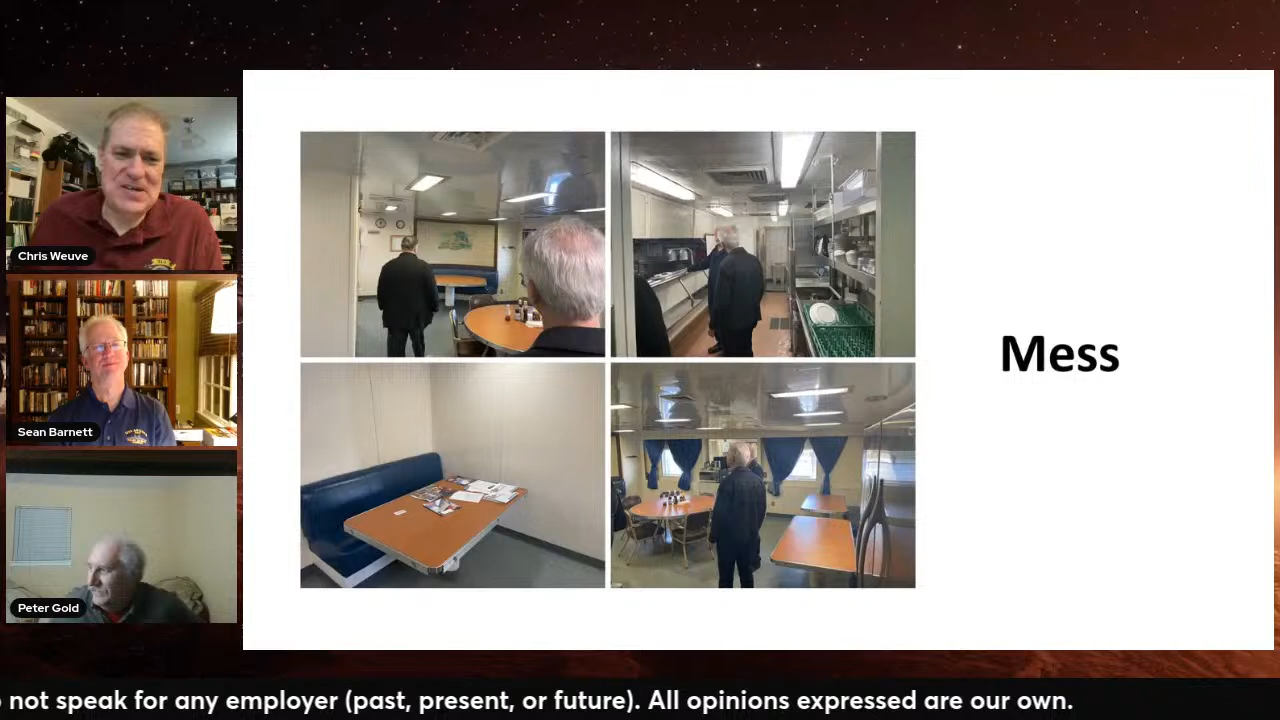 Chris Weuve
Sean Barnett
Peter Gold
Mess
not speak for any employer (past, present, or future). All opinions expressed are our own.